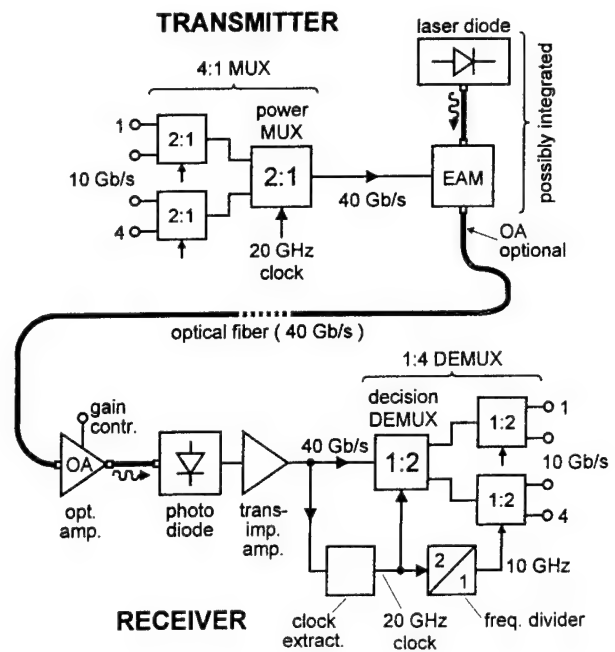 TRANSMITTER
laser diode
4:1 MUX
possibly integrated
power
MUX
1
2:1
10 Gb/s
2:1
4
2:1
20 GHz
clock
40 Gb/s
EAM
OA
optional
optical fiber ( 40 Gb/s )
1:4 DEMUX
gain
contr.
decision
DEMUX
OA
opt.
amp.
photo
diode
trans-
imp.
amp.
40 Gb/s
1:2
1:2
1
10 Gb/s
1:2
4
clock
extract.
20 GHz
clock
2
1
10 GHz
freq. divider
RECEIVER